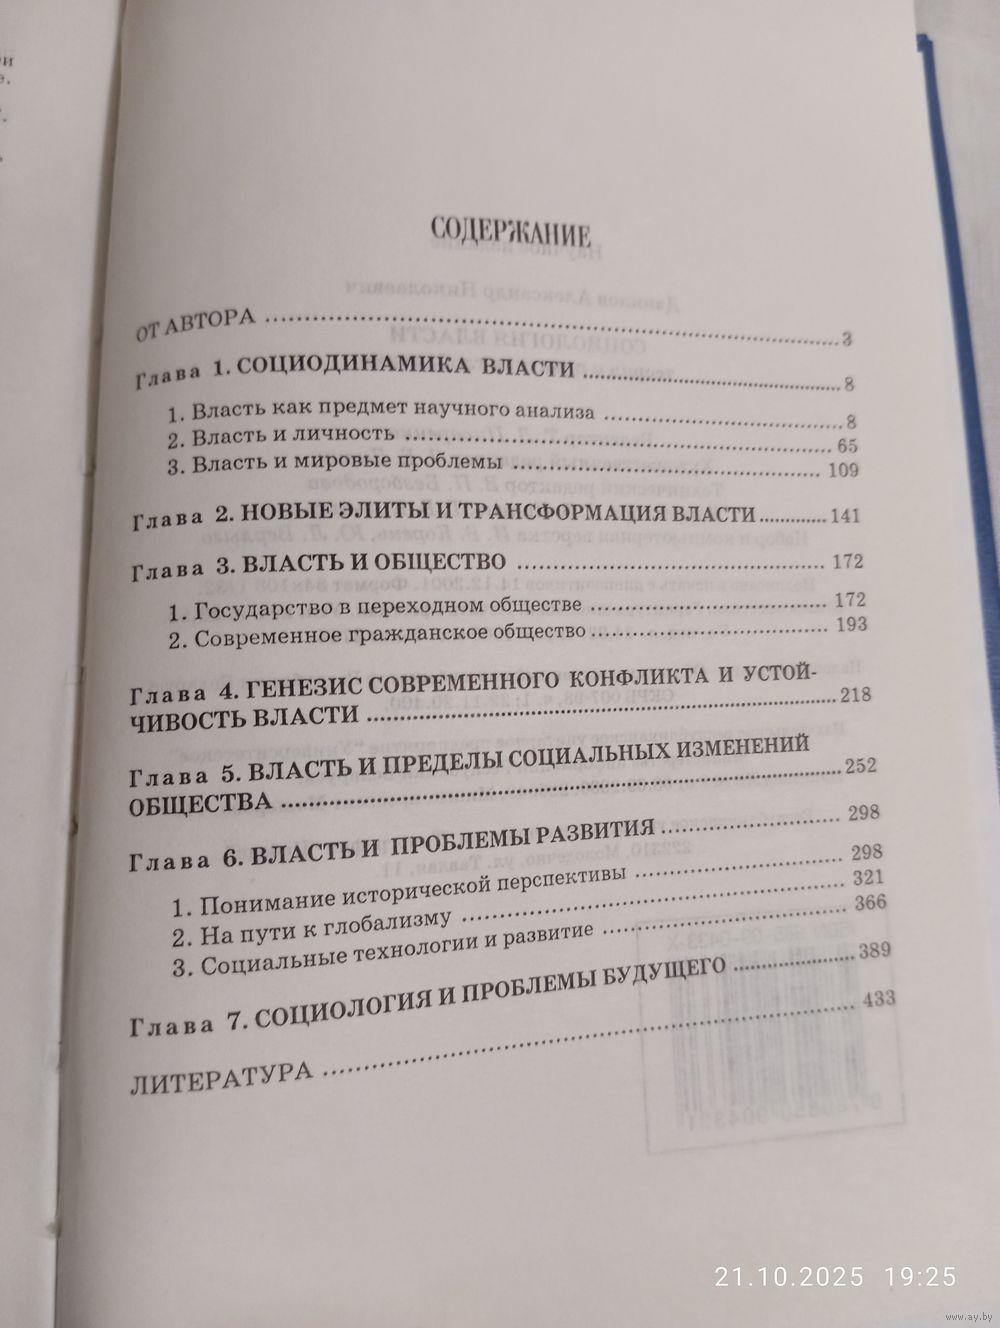 СОДЕРЖАНИЕ
ОТ АВТОРА ........ 3
Глава 1. СОЦИОДИНАМИКА ВЛАСТИ ........ 8
1. Власть как предмет научного анализа ........ 8
2. Власть и личность ........ 65
3. Власть и мировые проблемы ........ 109
Глава 2. НОВЫЕ ЭЛИТЫ И ТРАНСФОРМАЦИЯ ВЛАСТИ ........ 141
Глава 3. ВЛАСТЬ И ОБЩЕСТВО ........ 172
1. Государство в переходном обществе ........ 172
2. Современное гражданское общество ........ 193
Глава 4. ГЕНЕЗИС СОВРЕМЕННОГО КОНФЛИКТА И УСТОЙ-
ЧИВОСТЬ ВЛАСТИ ........ 218
Глава 5. ВЛАСТЬ И ПРЕДЕЛЫ СОЦИАЛЬНЫХ ИЗМЕНЕНИЙ
ОБЩЕСТВА ........ 252
Глава 6. ВЛАСТЬ И ПРОБЛЕМЫ РАЗВИТИЯ ........ 298
1. Понимание исторической перспективы ........ 298
2. На пути к глобализму ........ 321
3. Социальные технологии и развитие ........ 366
Глава 7. СОЦИОЛОГИЯ И ПРОБЛЕМЫ БУДУЩЕГО ........ 389
ЛИТЕРАТУРА ........ 433
21.10.2025 19:25
www.ay.by